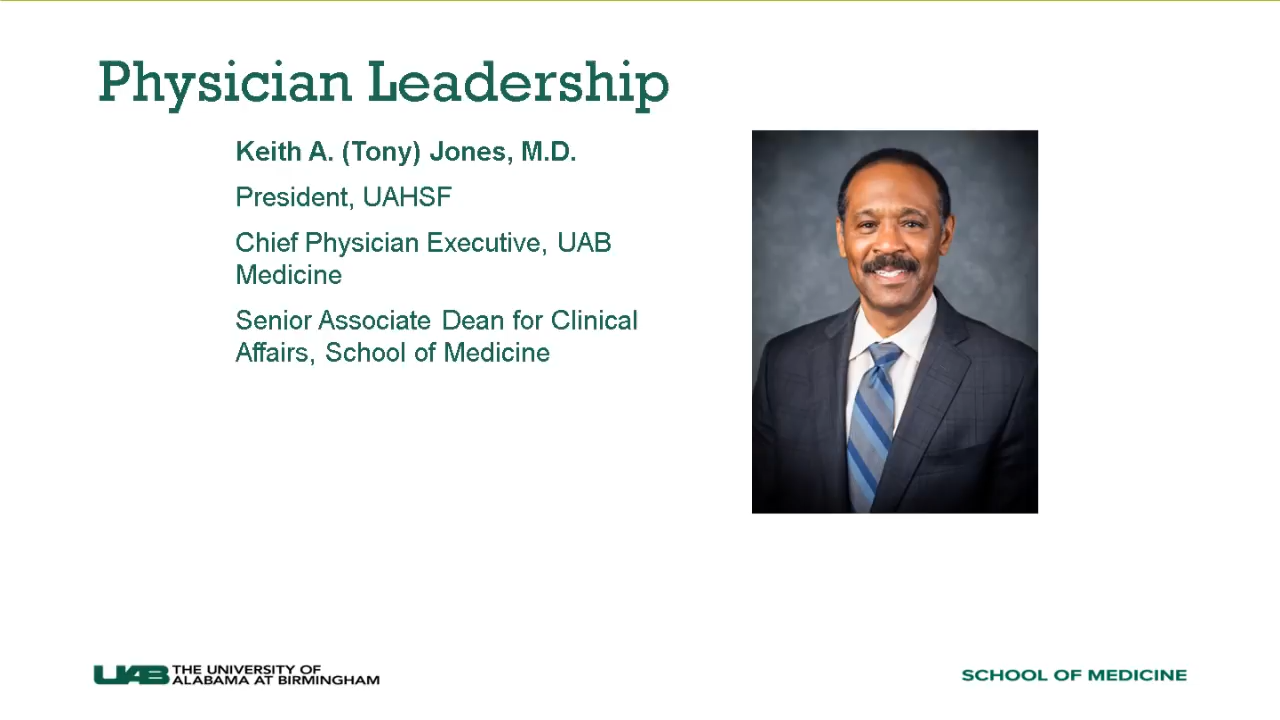 Physician Leadership
Keith A. (Tony) Jones, M.D.
President, UAHSF
Chief Physician Executive, UAB
Medicine
Senior Associate Dean for Clinical
Affairs, School of Medicine
UAB THE UNIVERSITY OF
ALABAMA AT BIRMINGHAM
SCHOOL OF MEDICINE